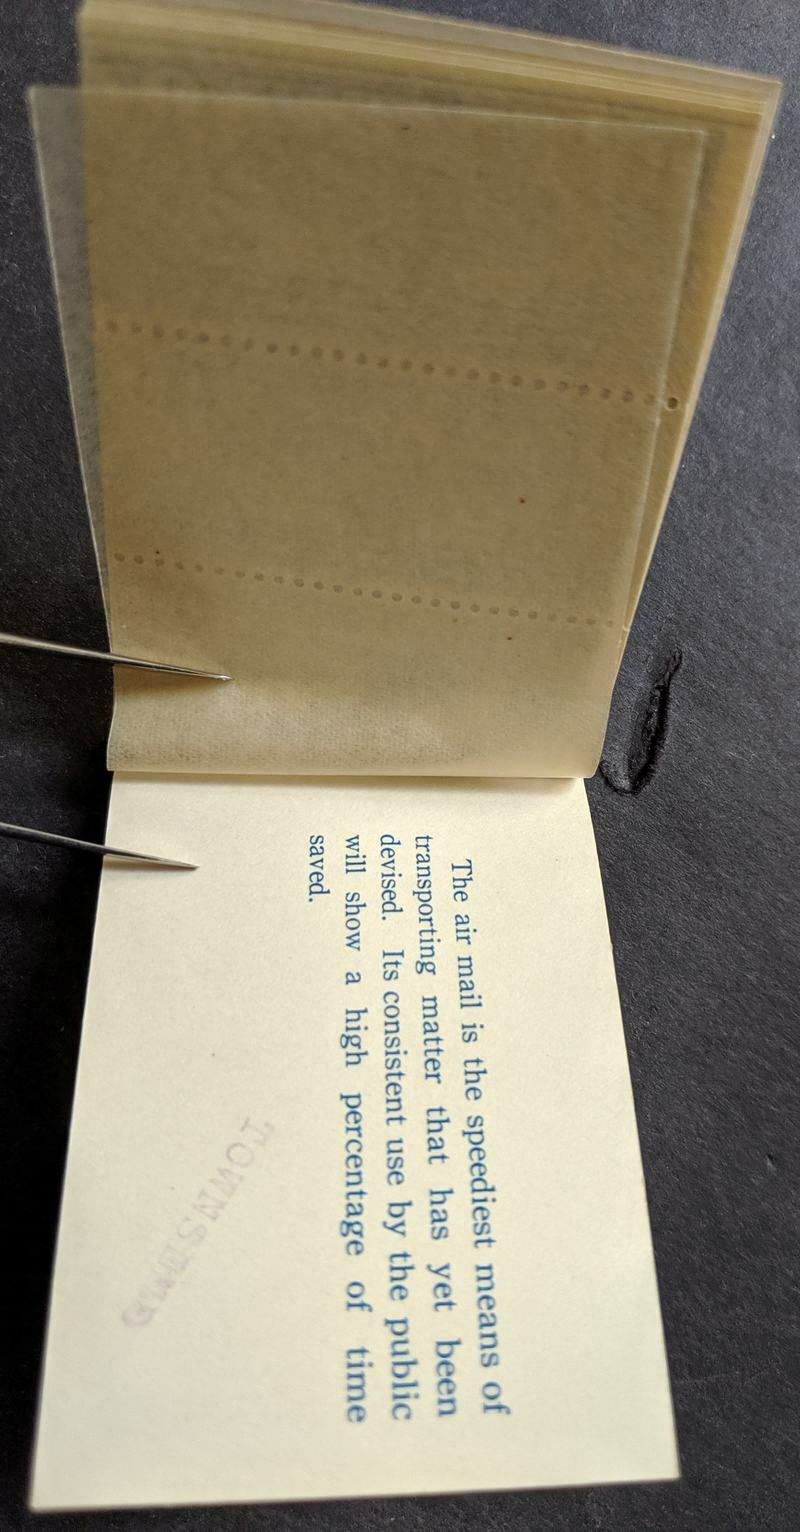 The air mail is the speediest means of
transporting matter that has yet been
devised. Its consistent use by the public
will show a high percentage of time
saved.